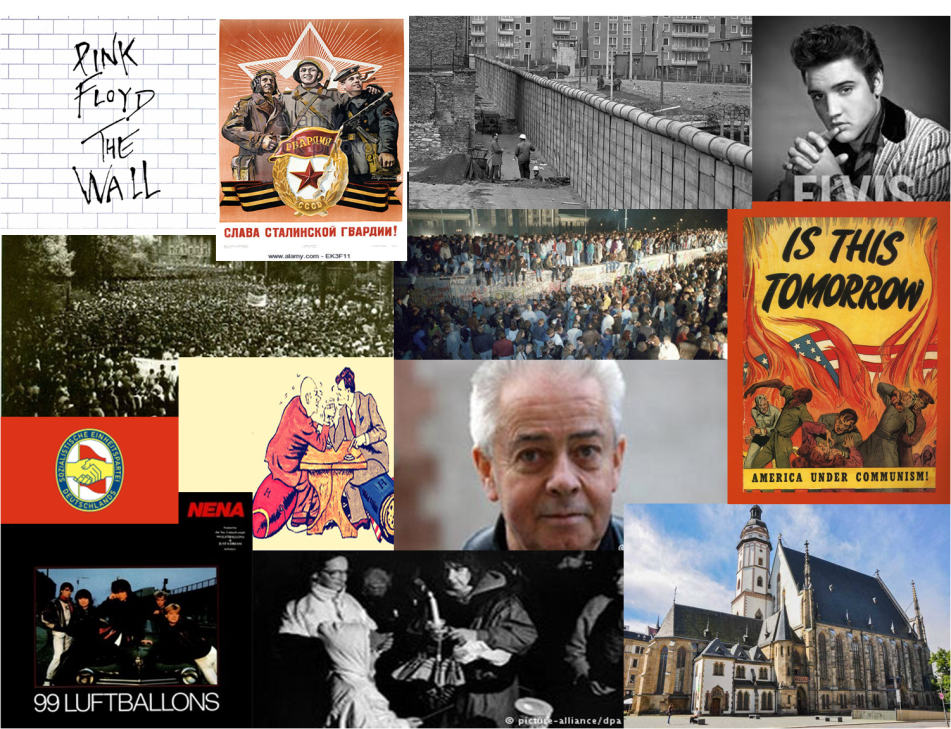 PINK
FLOYD
THE
WALL
ГВАРДИЯ
СССР
СЛАВА СТАЛИНСКОЙ ГВАРДИИ!
www.alamy.com - EK3F11
ELVIS
IS THIS
TOMORROW
AMERICA UNDER COMMUNISM!
SOZIALISTISCHE EINHEITSPARTEI
DEUTSCHLANDS
NENA
99 LUFTBALLONS
© picture-alliance/dpa